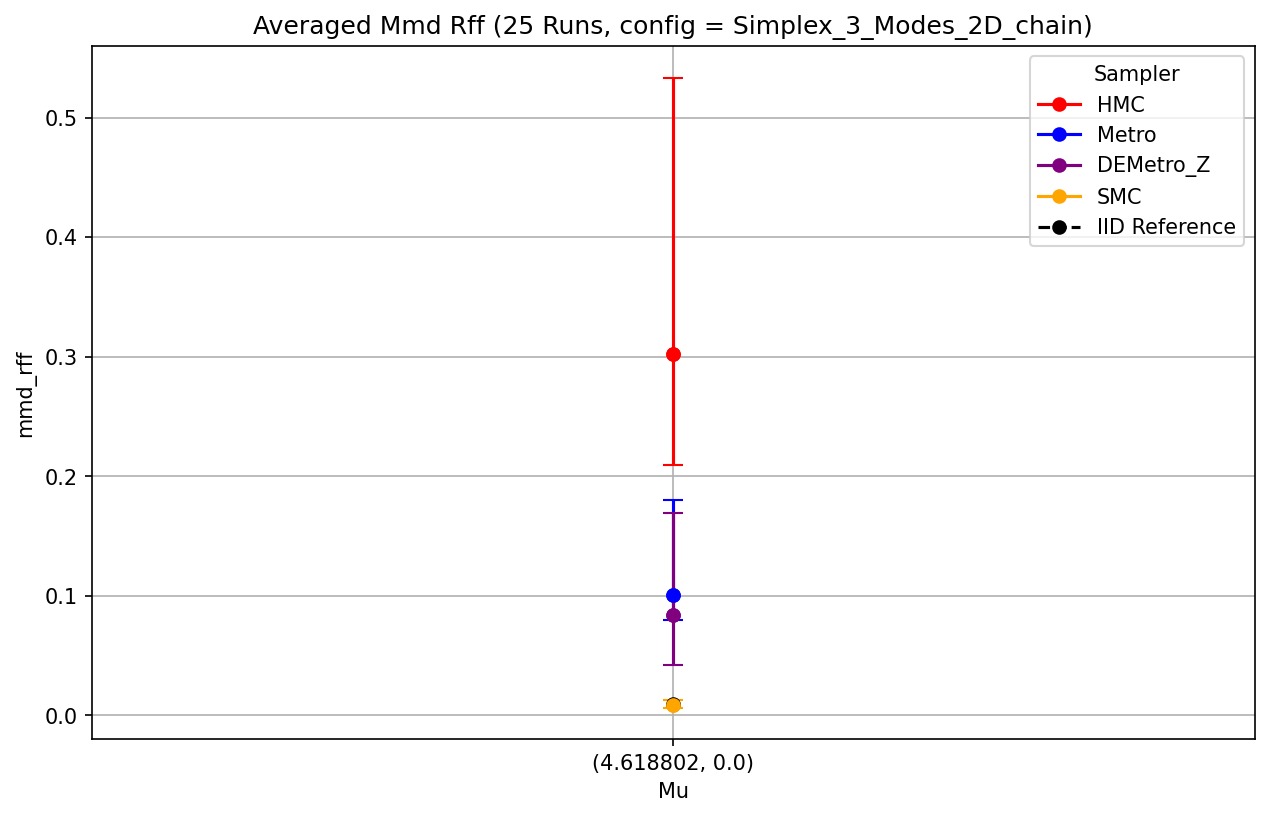 Averaged Mmd Rff (25 Runs, config = Simplex_3_Modes_2D_chain)
Sampler
HMC
Metro
DEMetro_Z
SMC
IID Reference
mmd_rff
0.5
0.4
0.3
0.2
0.1
0.0
(4.618802, 0.0)
Mu